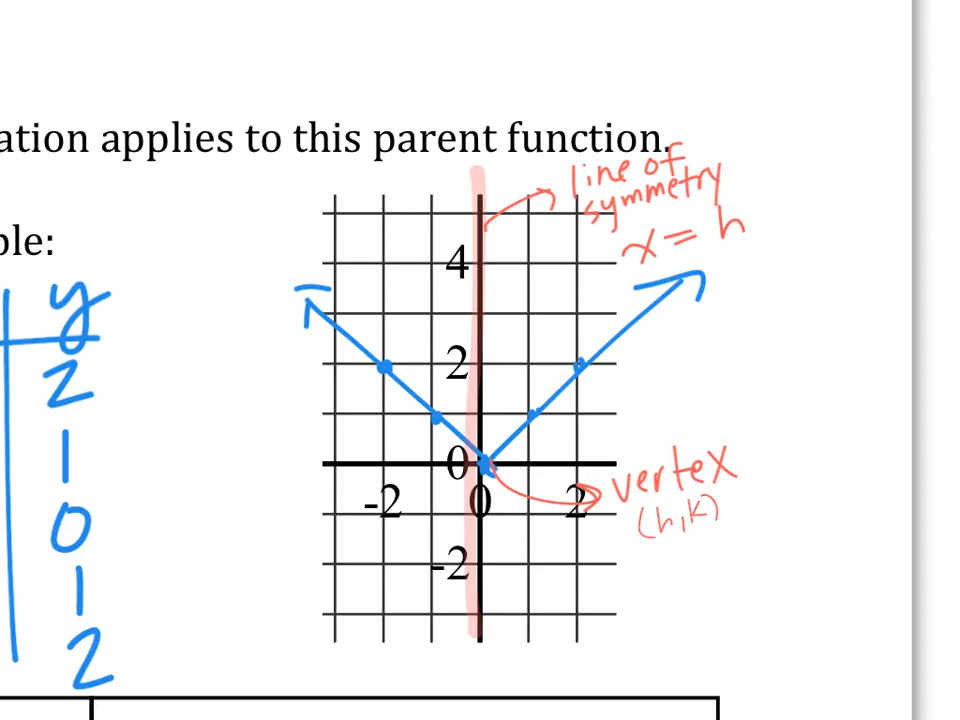 ation applies to this parent function.
line of
symmetry
x = h
ple:
y
2
1
0
1
2
4
2
0
-2
0
2
-2
vertex
(h,k)